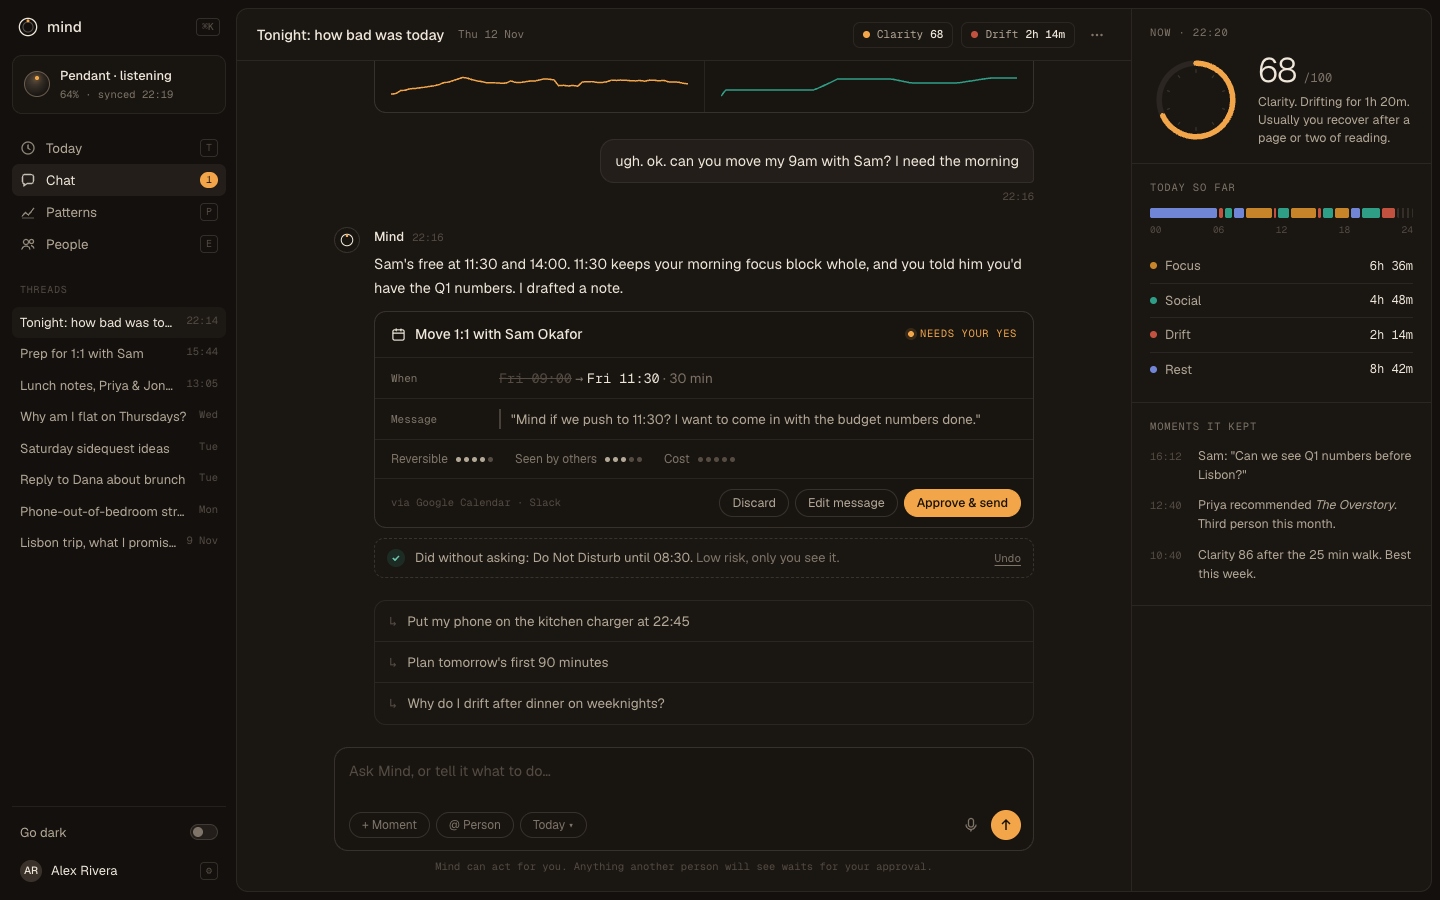 mind
⌘K
Pendant · listening
64% · synced 22:19
Today
T
Chat
1
Patterns
P
People
E
THREADS
Tonight: how bad was to... 22:14
Prep for 1:1 with Sam 15:44
Lunch notes, Priya & Jon... 13:05
Why am I flat on Thursdays? Wed
Saturday sidequest ideas Tue
Reply to Dana about brunch Tue
Phone-out-of-bedroom str... Mon
Lisbon trip, what I promis... 9 Nov
Go dark
AR Alex Rivera
Tonight: how bad was today Thu 12 Nov
Clarity 68
Drift 2h 14m
ugh. ok. can you move my 9am with Sam? I need the morning
22:16
Mind 22:16
Sam's free at 11:30 and 14:00. 11:30 keeps your morning focus block whole, and you told him you'd
have the Q1 numbers. I drafted a note.
Move 1:1 with Sam Okafor
NEEDS YOUR YES
When Fri 09:00 → Fri 11:30 · 30 min
Message "Mind if we push to 11:30? I want to come in with the budget numbers done."
Reversible Seen by others Cost
via Google Calendar · Slack
Discard
Edit message
Approve & send
Did without asking: Do Not Disturb until 08:30. Low risk, only you see it. Undo
↳ Put my phone on the kitchen charger at 22:45
↳ Plan tomorrow's first 90 minutes
↳ Why do I drift after dinner on weeknights?
Ask Mind, or tell it what to do...
+ Moment
@ Person
Today ▾
Mind can act for you. Anything another person will see waits for your approval.
NOW · 22:20
68 /100
Clarity. Drifting for 1h 20m.
Usually you recover after a
page or two of reading.
TODAY SO FAR
00 06 12 18 24
Focus 6h 36m
Social 4h 48m
Drift 2h 14m
Rest 8h 42m
MOMENTS IT KEPT
16:12 Sam: "Can we see Q1 numbers before
Lisbon?"
12:40 Priya recommended The Overstory.
Third person this month.
10:40 Clarity 86 after the 25 min walk. Best
this week.